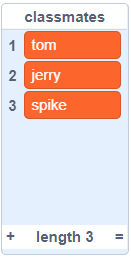 classmates
1 tom
2 jerry
3 spike
+ length 3 =